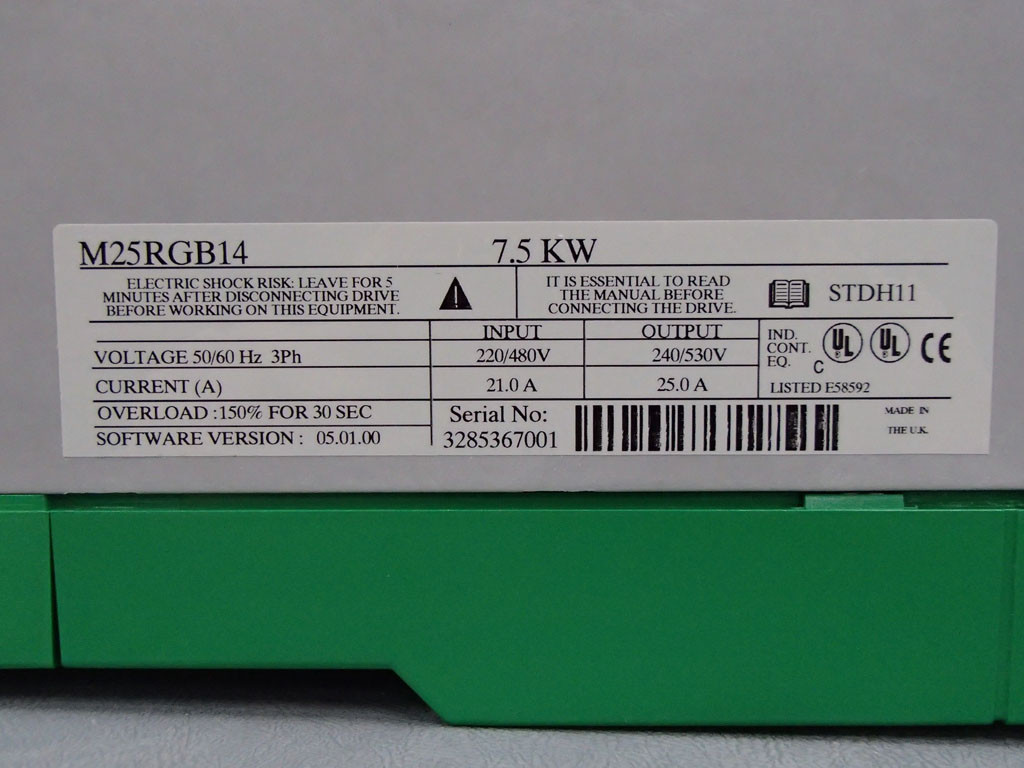 M25RGB14 7.5 KW
ELECTRIC SHOCK RISK: LEAVE FOR 5
MINUTES AFTER DISCONNECTING DRIVE
BEFORE WORKING ON THIS EQUIPMENT.
IT IS ESSENTIAL TO READ
THE MANUAL BEFORE
CONNECTING THE DRIVE.
STDH11
INPUT OUTPUT
VOLTAGE 50/60 Hz 3Ph 220/480V 240/530V
CURRENT (A) 21.0 A 25.0 A
IND.
CONT.
EQ.
C UL UL CE
LISTED E58592
OVERLOAD :150% FOR 30 SEC
SOFTWARE VERSION : 05.01.00
Serial No:
3285367001
MADE IN
THE U.K.